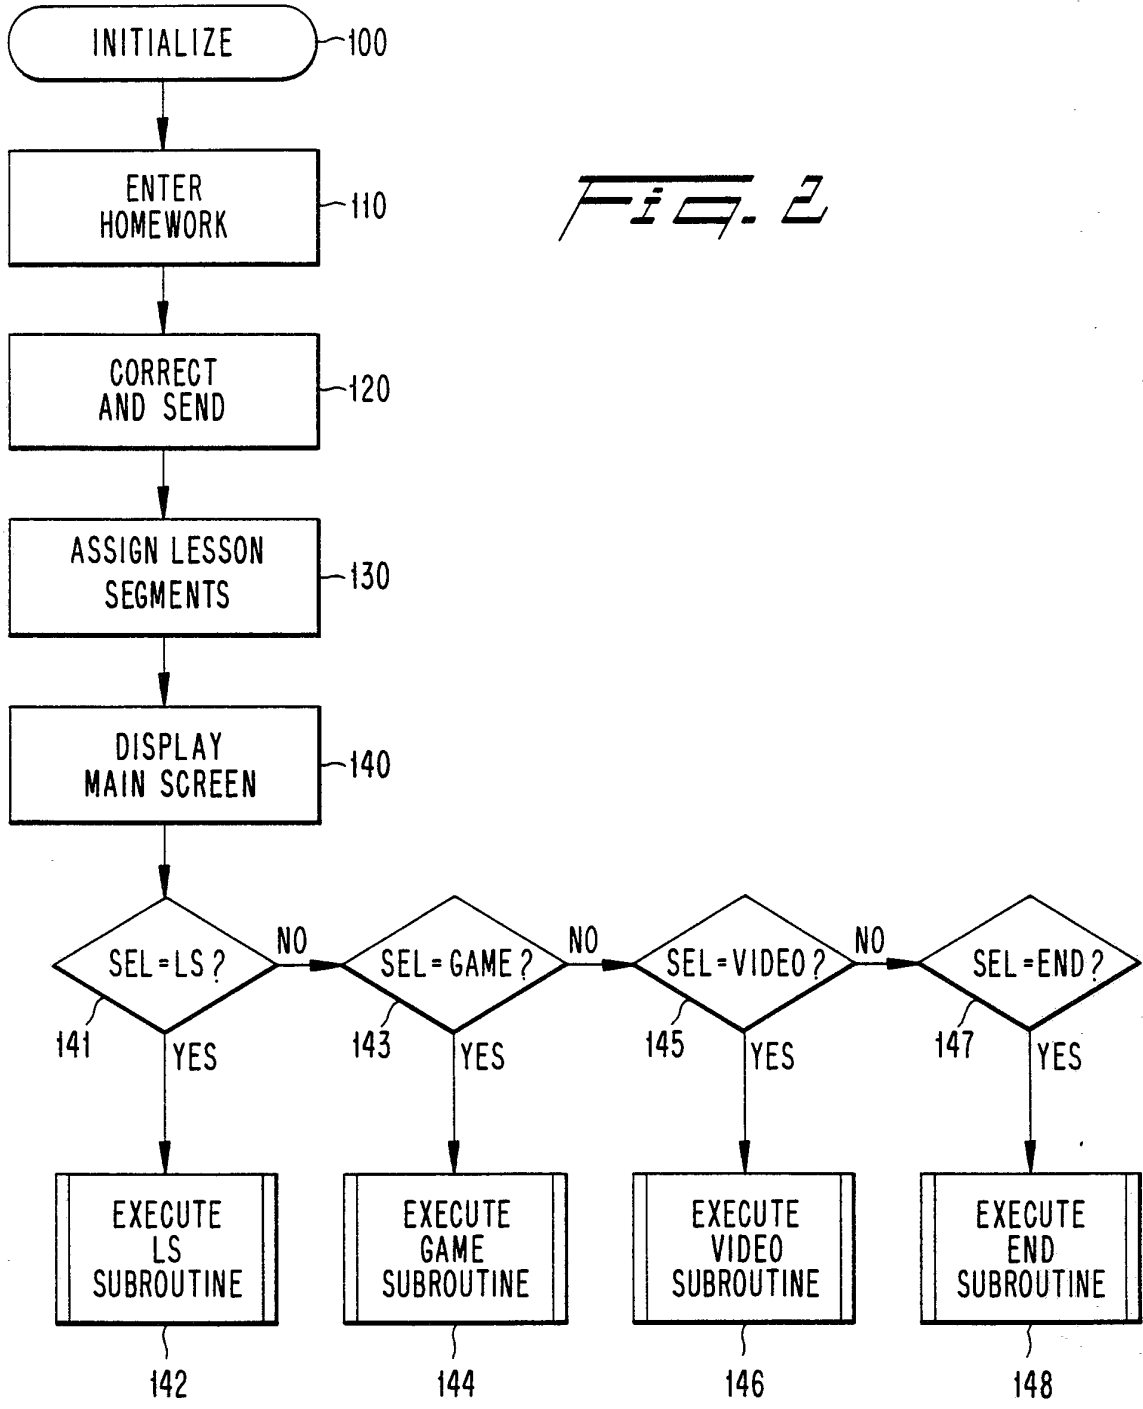 INITIALIZE
100
ENTER
HOMEWORK
110
Fig. 2
CORRECT
AND SEND
120
ASSIGN LESSON
SEGMENTS
130
DISPLAY
MAIN SCREEN
140
SEL=LS?
NO
SEL=GAME?
NO
SEL=VIDEO?
NO
SEL=END?
141
YES
143
YES
145
YES
147
YES
EXECUTE
LS
SUBROUTINE
EXECUTE
GAME
SUBROUTINE
EXECUTE
VIDEO
SUBROUTINE
EXECUTE
END
SUBROUTINE
142
144
146
148